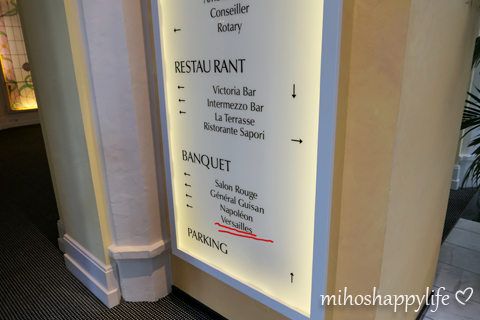 Conseiller
Rotary
RESTAURANT
Victoria Bar
Intermezzo Bar
La Terrasse
Ristorante Sapori
BANQUET
Salon Rouge
Général Guisan
Napoléon
Versailles
PARKING
mihoshappylife♡